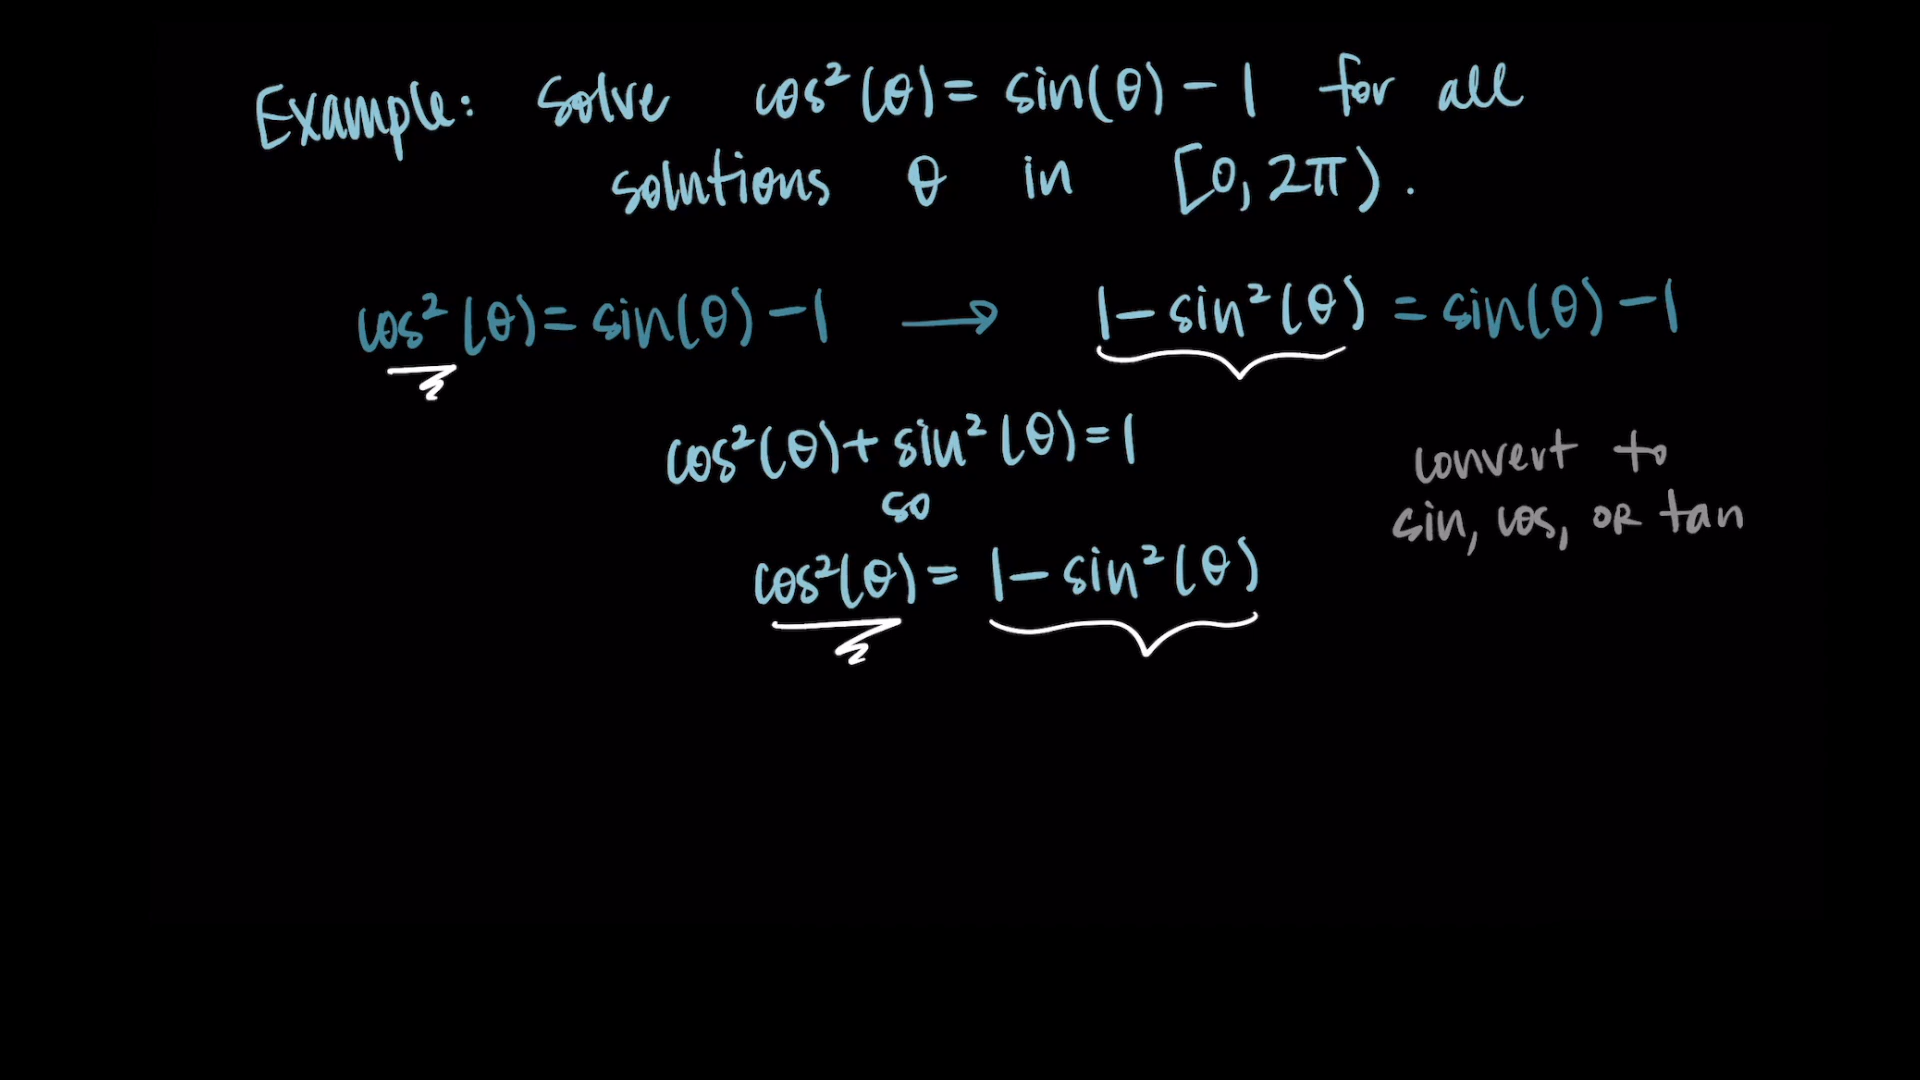 Example: Solve cos²(θ) = sin(θ) − 1 for all
solutions θ in [0, 2π).
cos²(θ) = sin(θ) − 1 → 1 − sin²(θ) = sin(θ) − 1
cos²(θ) + sin²(θ) = 1
so
cos²(θ) = 1 − sin²(θ)
convert to
sin, cos, OR tan